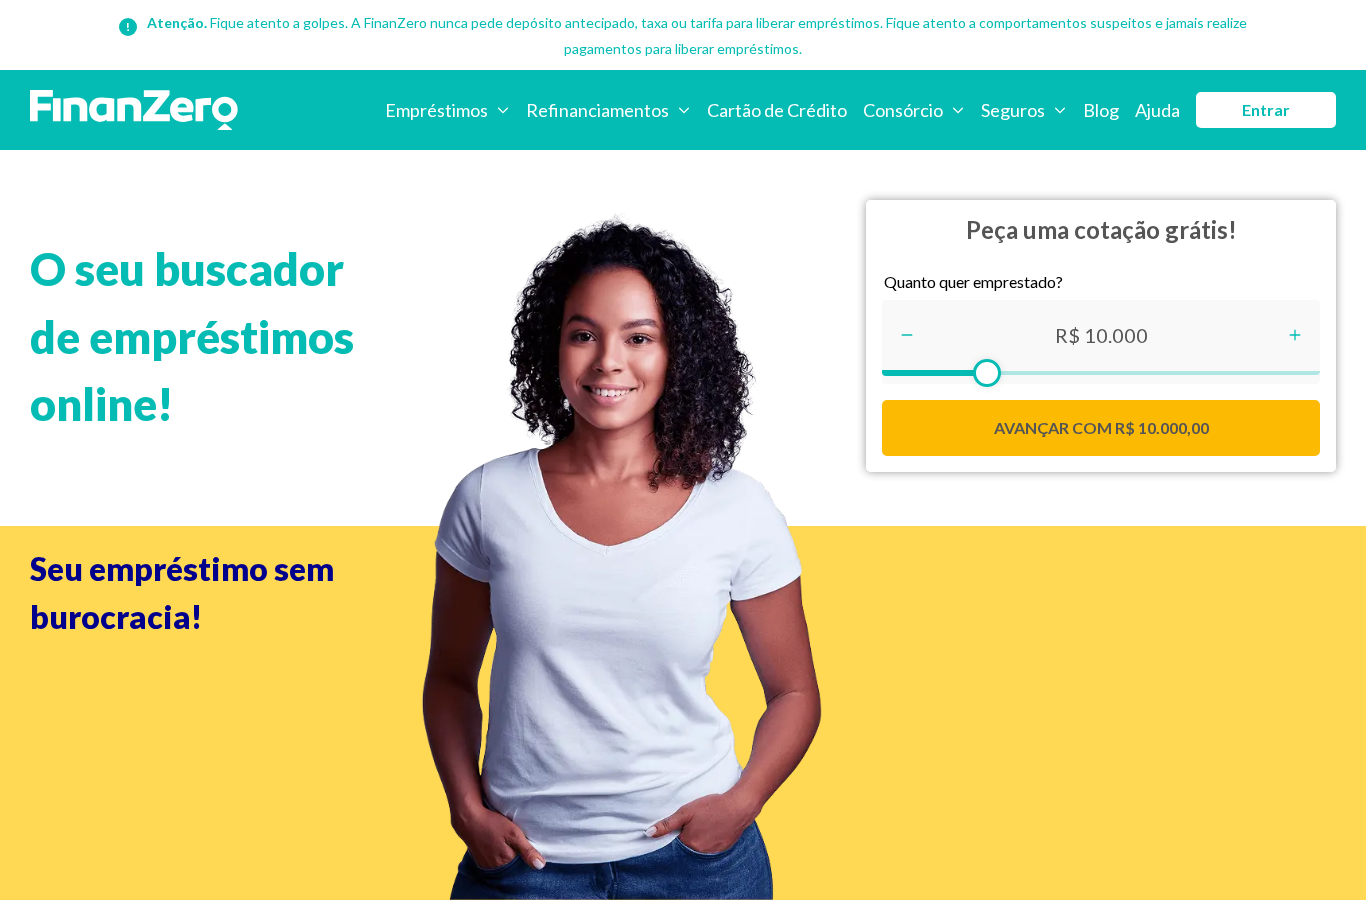 Atenção. Fique atento a golpes. A FinanZero nunca pede depósito antecipado, taxa ou tarifa para liberar empréstimos. Fique atento a comportamentos suspeitos e jamais realize
pagamentos para liberar empréstimos.
FinanZero
Empréstimos Refinanciamentos Cartão de Crédito Consórcio Seguros Blog Ajuda Entrar
O seu buscador
de empréstimos
online!
Peça uma cotação grátis!
Quanto quer emprestado?
R$ 10.000
AVANÇAR COM R$ 10.000,00
Seu empréstimo sem
burocracia!